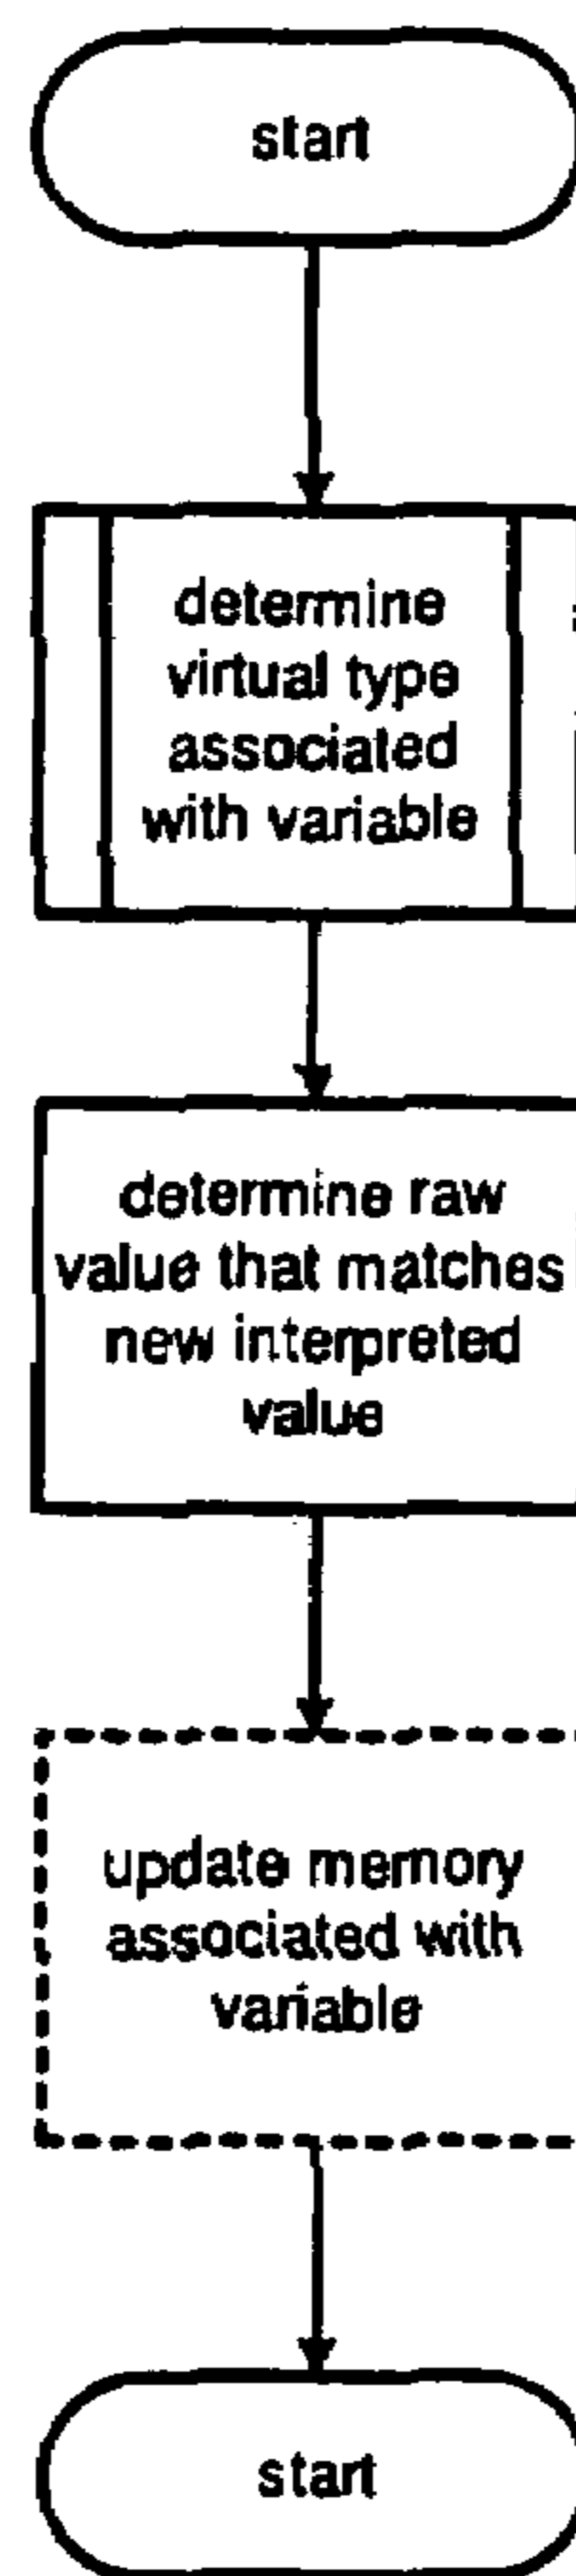 start
determine
virtual type
associated
with variable
determine raw
value that matches
new interpreted
value
update memory
associated with
variable
start